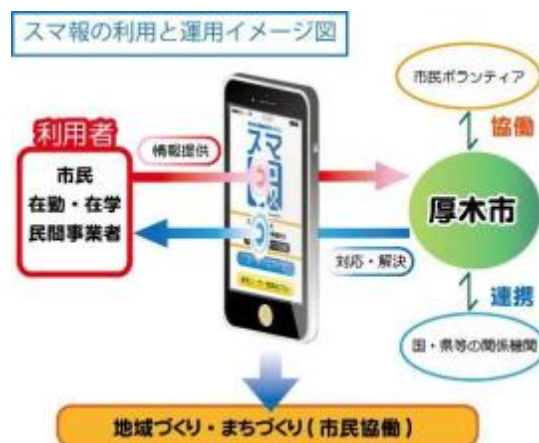 スマ報の利用と運用イメージ図
市民ボランティア
協働
利用者
市民
在勤・在学
民間事業者
情報提供
スマ報
厚木市
対応・解決
連携
国・県等の関係機関
地域づくり・まちづくり(市民協働)